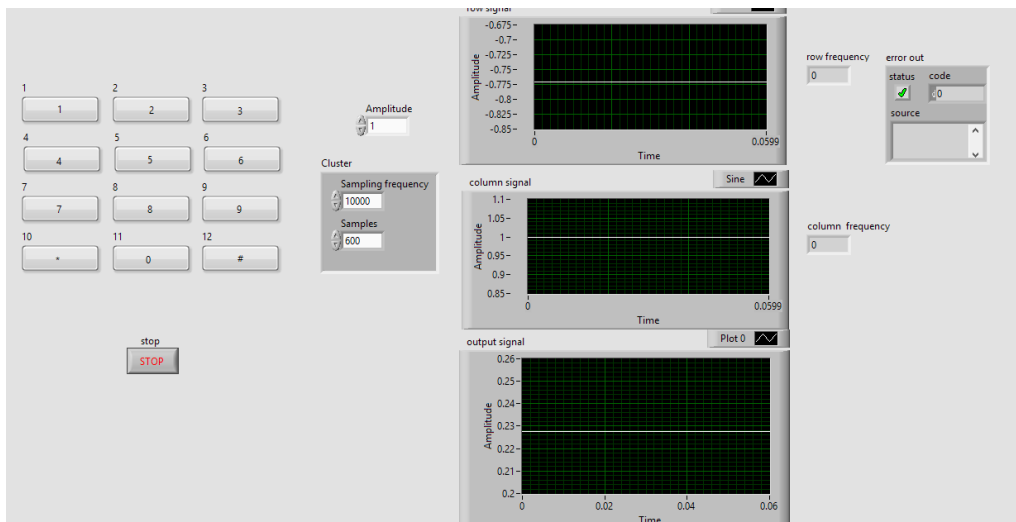 row signal
-0.675-
-0.7-
-0.725-
-0.75-
-0.775-
-0.8-
-0.825-
-0.85-
Amplitude
0
0.0599
Time
row frequency
0
error out
status
code
d0
source
1
2
3
1
2
3
4
5
6
4
5
6
7
8
9
7
8
9
10
11
12
*
0
#
stop
STOP
Amplitude
1
Cluster
Sampling frequency
10000
Samples
600
column signal
Sine
1.1-
1.05-
1-
0.95-
0.9-
0.85-
Amplitude
0
0.0599
Time
column frequency
0
output signal
Plot 0
0.26-
0.25-
0.24-
0.23-
0.22-
0.21-
0.2-
Amplitude
0
0.02
0.04
0.06
Time